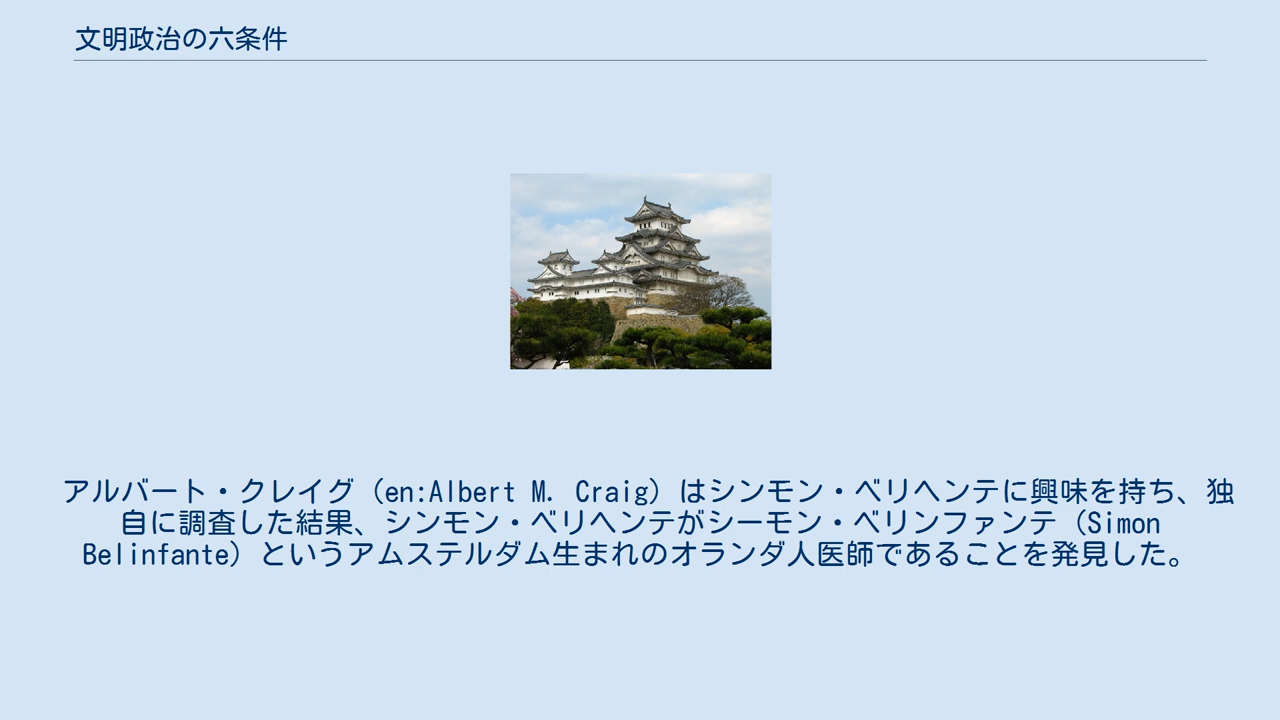 文明政治の六条件
アルバート・クレイグ（en:Albert M. Craig）はシンモン・ベリヘンテに興味を持ち、独
自に調査した結果、シンモン・ベリヘンテがシーモン・ベリンファンテ（Simon
Belinfante）というアムステルダム生まれのオランダ人医師であることを発見した。